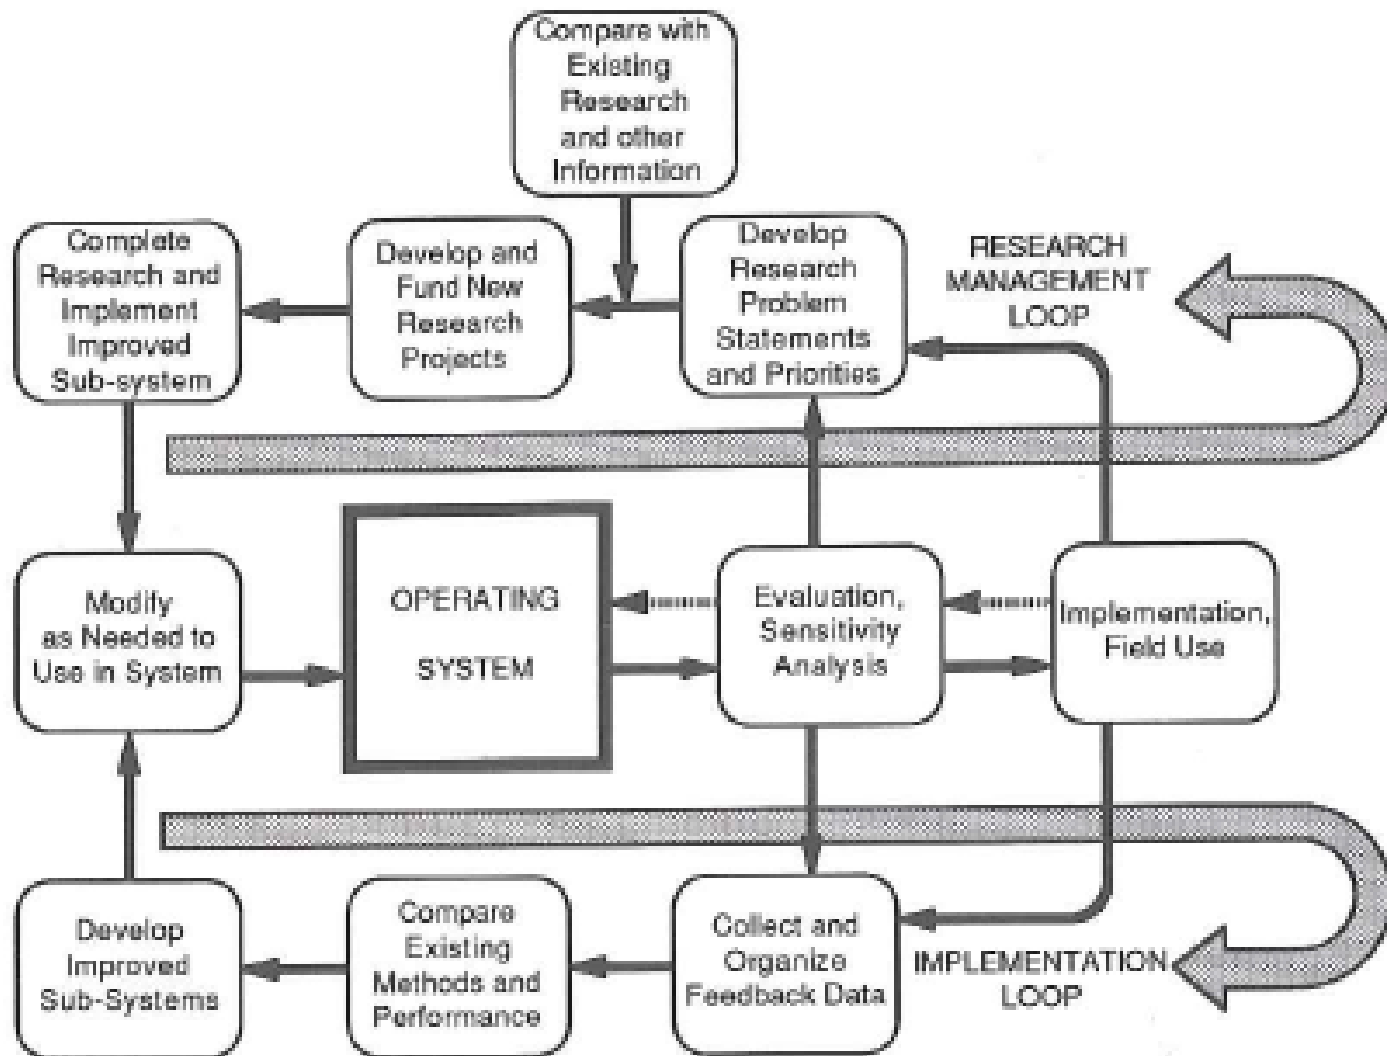 Compare with
Existing
Research
and other
Information
Complete
Research and
Implement
Improved
Sub-system
Develop and
Fund New
Research
Projects
Develop
Research
Problem
Statements
and Priorities
RESEARCH
MANAGEMENT
LOOP
Modify
as Needed to
Use in System
OPERATING
SYSTEM
Evaluation,
Sensitivity
Analysis
Implementation,
Field Use
Develop
Improved
Sub-Systems
Compare
Existing
Methods and
Performance
Collect and
Organize
Feedback Data
IMPLEMENTATION
LOOP